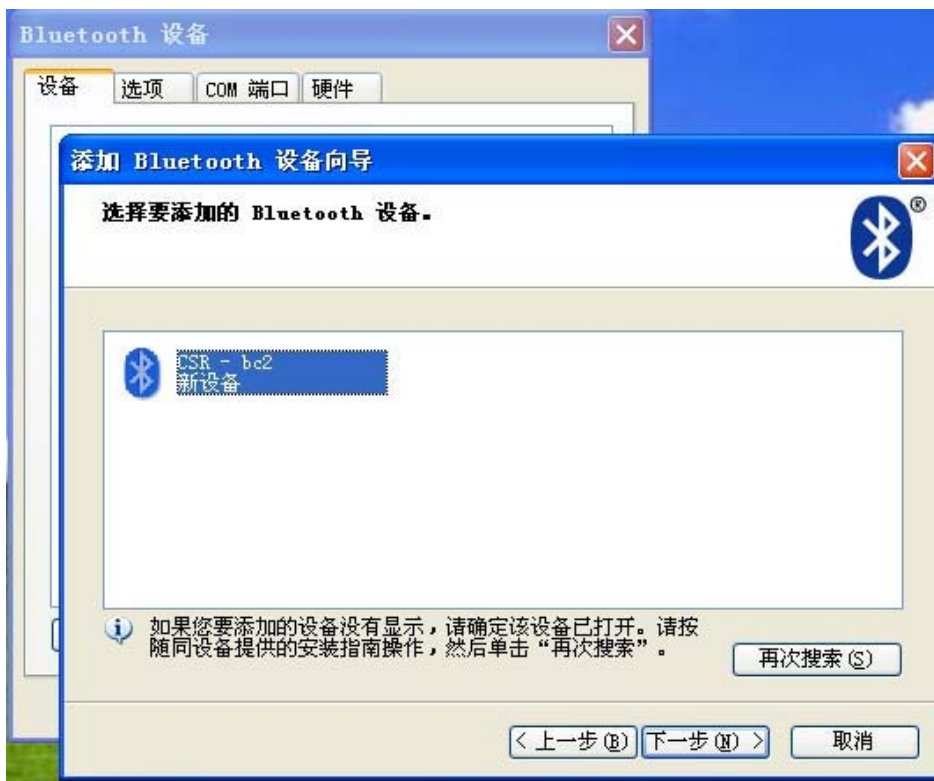 Bluetooth 设备
设备
选项
COM 端口
硬件
添加 Bluetooth 设备向导
选择要添加的 Bluetooth 设备。
®
CSR - bc2
新设备
如果您要添加的设备没有显示，请确定该设备已打开。请按
随同设备提供的安装指南操作，然后单击“再次搜索”。
再次搜索(S)
< 上一步(B)
下一步(N) >
取消